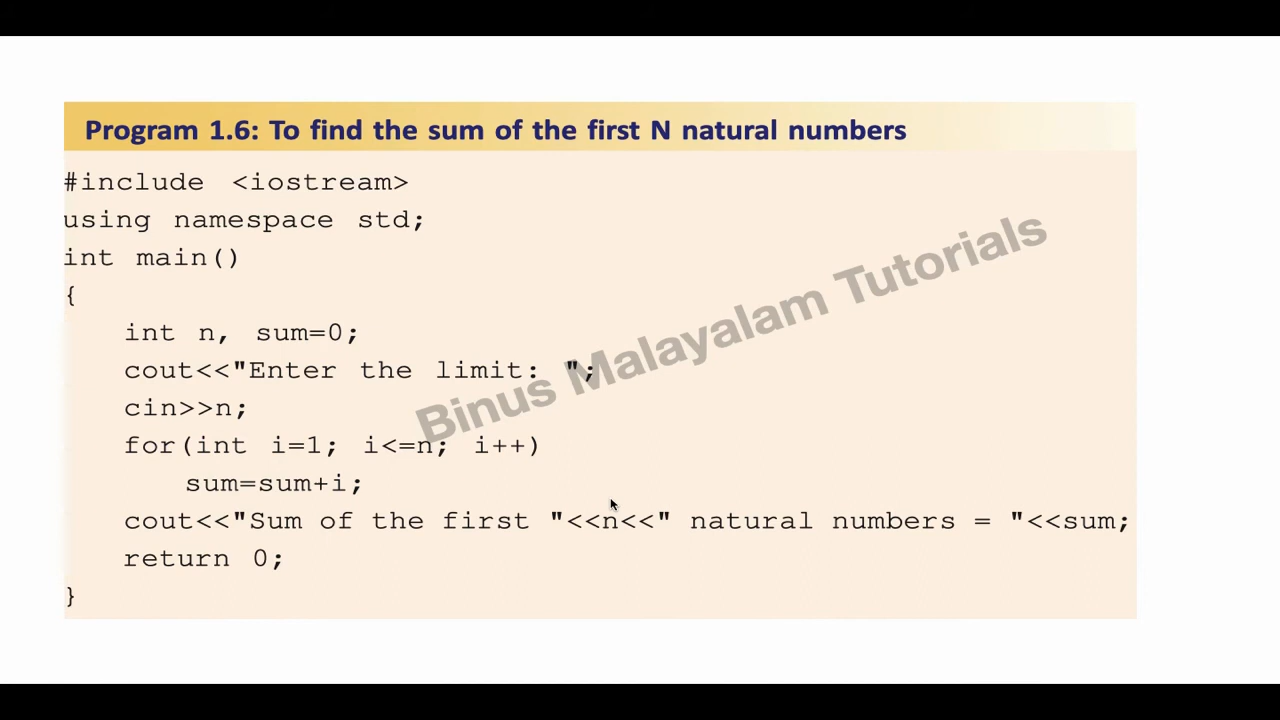 Program 1.6: To find the sum of the first N natural numbers
#include <iostream>
using namespace std;
int main()
{
int n, sum=0;
cout<<"Enter the limit: ";
cin>>n;
for(int i=1; i<=n; i++)
sum=sum+i;
cout<<"Sum of the first "<<n<<" natural numbers = "<<sum;
return 0;
}
Binus Malayalam Tutorials